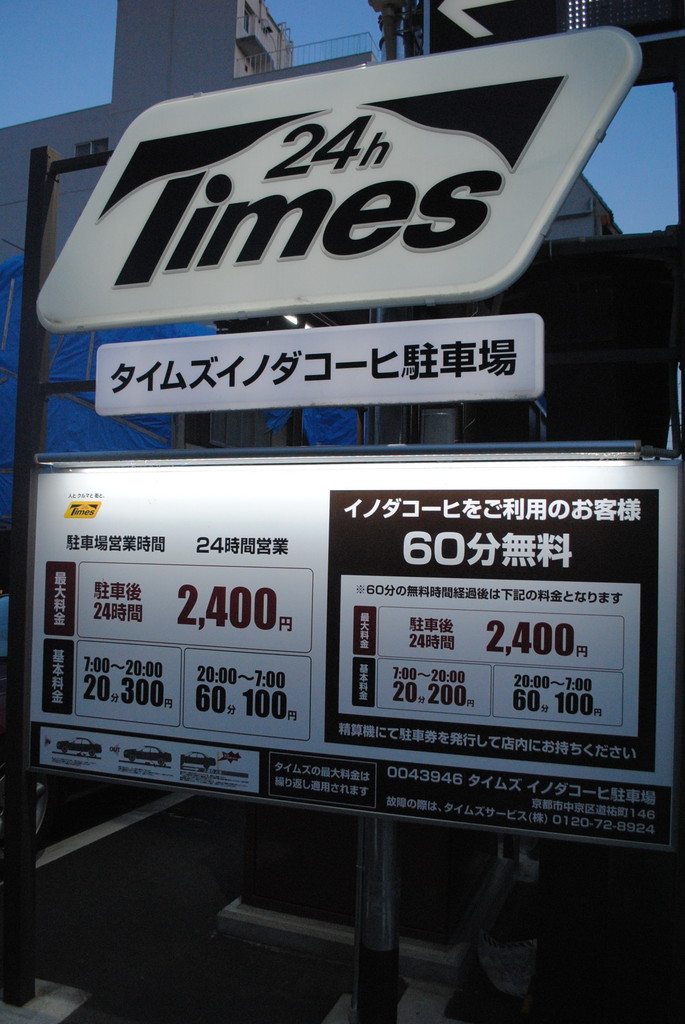 24h
Times
タイムズイノダコーヒ駐車場
人と クルマと 街と。
Times
駐車場営業時間 24時間営業
最大料金
駐車後
24時間 2,400円
基本料金
7:00〜20:00
20分300円
20:00〜7:00
60分100円
タイムズの最大料金は
繰り返し適用されます
イノダコーヒをご利用のお客様
60分無料
※60分の無料時間経過後は下記の料金となります
最大料金
駐車後
24時間 2,400円
基本料金
7:00〜20:00
20分200円
20:00〜7:00
60分100円
精算機にて駐車券を発行して店内にお持ちください
0043946 タイムズ イノダコーヒ駐車場
京都市中京区道祐町146
故障の際は、タイムズサービス(株) 0120-72-8924